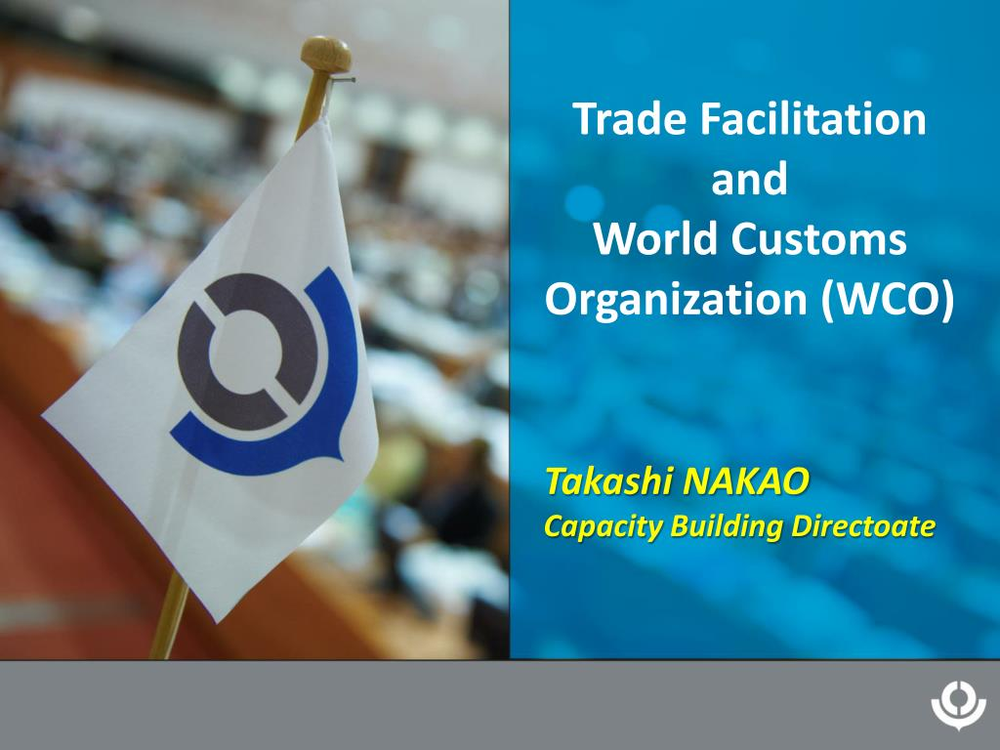 Trade Facilitation
and
World Customs
Organization (WCO)
Takashi NAKAO
Capacity Building Directoate